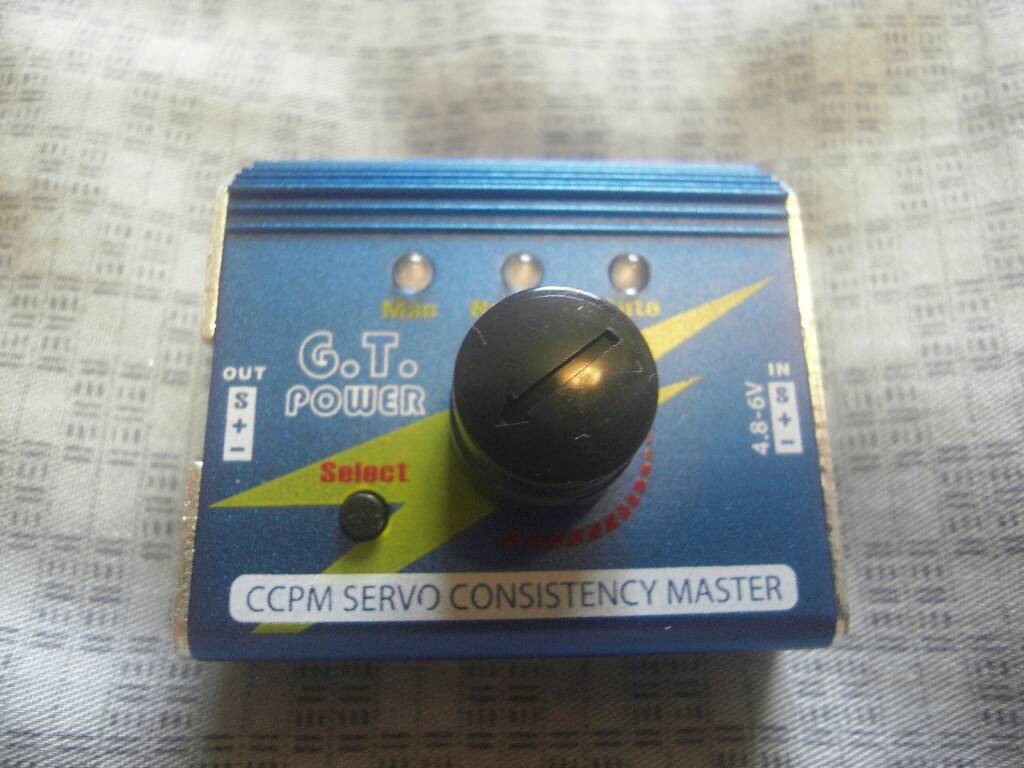 Man
G.T.
POWER
OUT
S
+
-
IN
S
+
-
4.8-6V
Select
CCPM SERVO CONSISTENCY MASTER